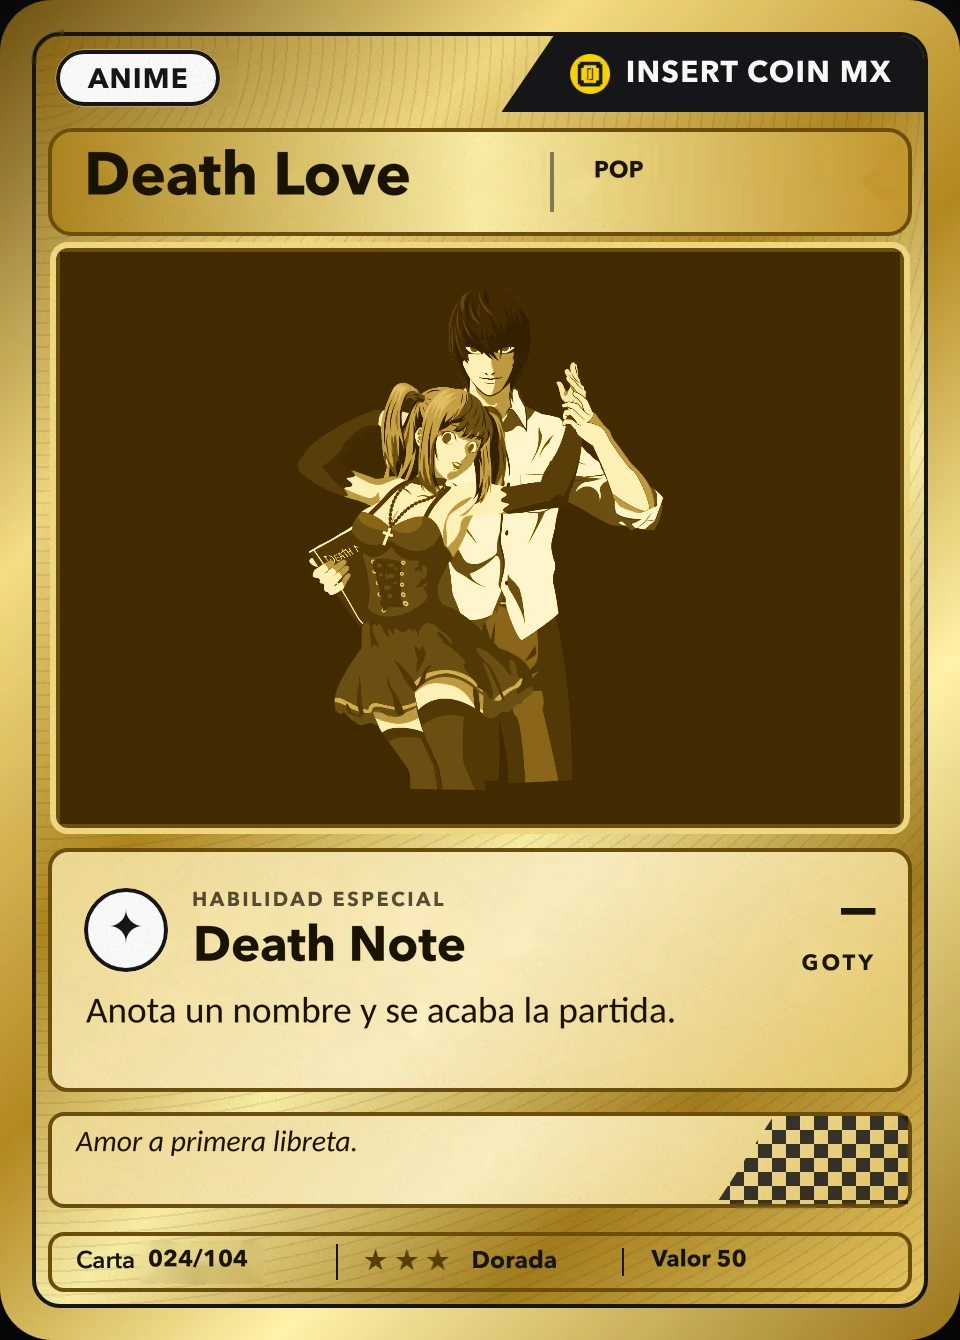 ANIME
INSERT COIN MX
Death Love
POP
DEATH N
HABILIDAD ESPECIAL
Death Note
–
GOTY
Anota un nombre y se acaba la partida.
Amor a primera libreta.
Carta 024/104 ★★★ Dorada Valor 50